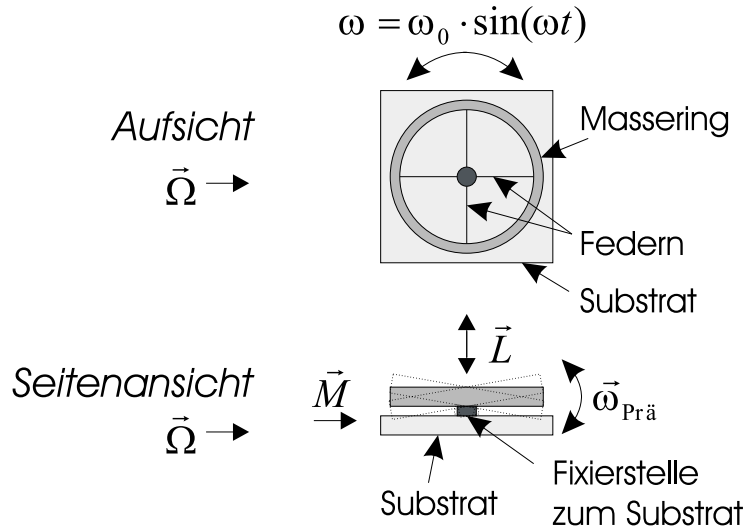 ω = ω₀ · sin(ωt)
Aufsicht
Ω⃗
Massering
Federn
Substrat
L⃗
Seitenansicht
M⃗
Ω⃗
ω⃗Prä
Substrat
Fixierstelle
zum Substrat